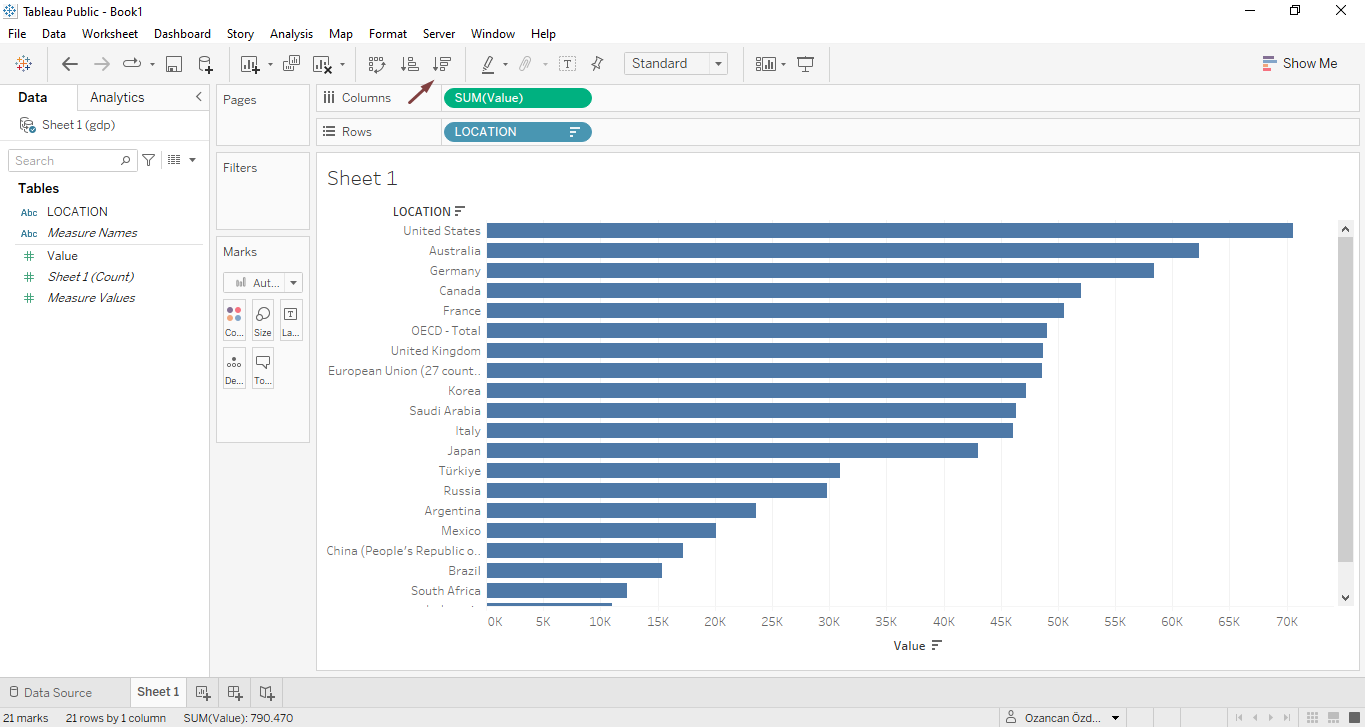 Tableau Public - Book1
File Data Worksheet Dashboard Story Analysis Map Format Server Window Help
Standard
Show Me
Data Analytics
Sheet 1 (gdp)
Search
Tables
Abc LOCATION
Abc Measure Names
# Value
# Sheet 1 (Count)
# Measure Values
Pages
Filters
Marks
Aut...
Co... Size La...
De... To...
Columns SUM(Value)
Rows LOCATION
Sheet 1
LOCATION
United States
Australia
Germany
Canada
France
OECD - Total
United Kingdom
European Union (27 count..
Korea
Saudi Arabia
Italy
Japan
Türkiye
Russia
Argentina
Mexico
China (People's Republic o..
Brazil
South Africa
0K 5K 10K 15K 20K 25K 30K 35K 40K 45K 50K 55K 60K 65K 70K
Value
Data Source Sheet 1
21 marks 21 rows by 1 column SUM(Value): 790.470 Ozancan Özd...